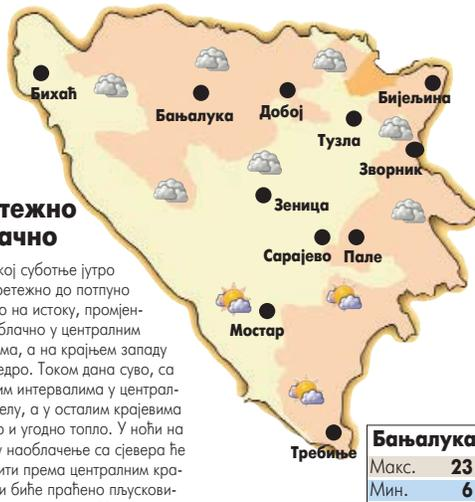 Бихаћ
Бањалука
Добој
Бијељина
Тузла
Зворник
Зеница
Сарајево Пале
Мостар
Требиње
тежно
ачно
кој суботње јутро
ретежно до потпуно
о на истоку, промјен-
блачно у централним
ма, а на крајњем западу
едро. Током дана суво, са
им интервалима у централ-
елу, а у осталим крајевима
о и угодно топло. У ноћи на
у наоблачење са сјевера ће
ити према централним кра-
и биће праћено пљускови-
Бањалука
Макс. 23
Мин. 6